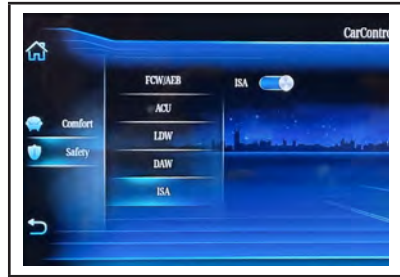 CarContro
FCW/AEB
ISA
ACU
Comfort
LDW
Safety
DAW
ISA